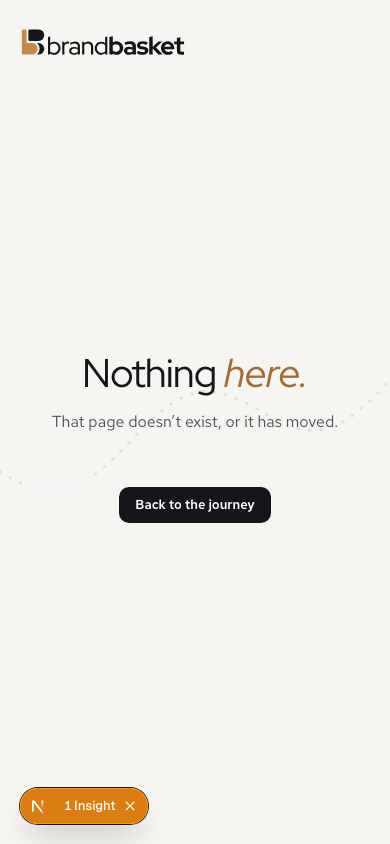 brandbasket
Nothing here.
That page doesn’t exist, or it has moved.
Back to the journey
1 Insight